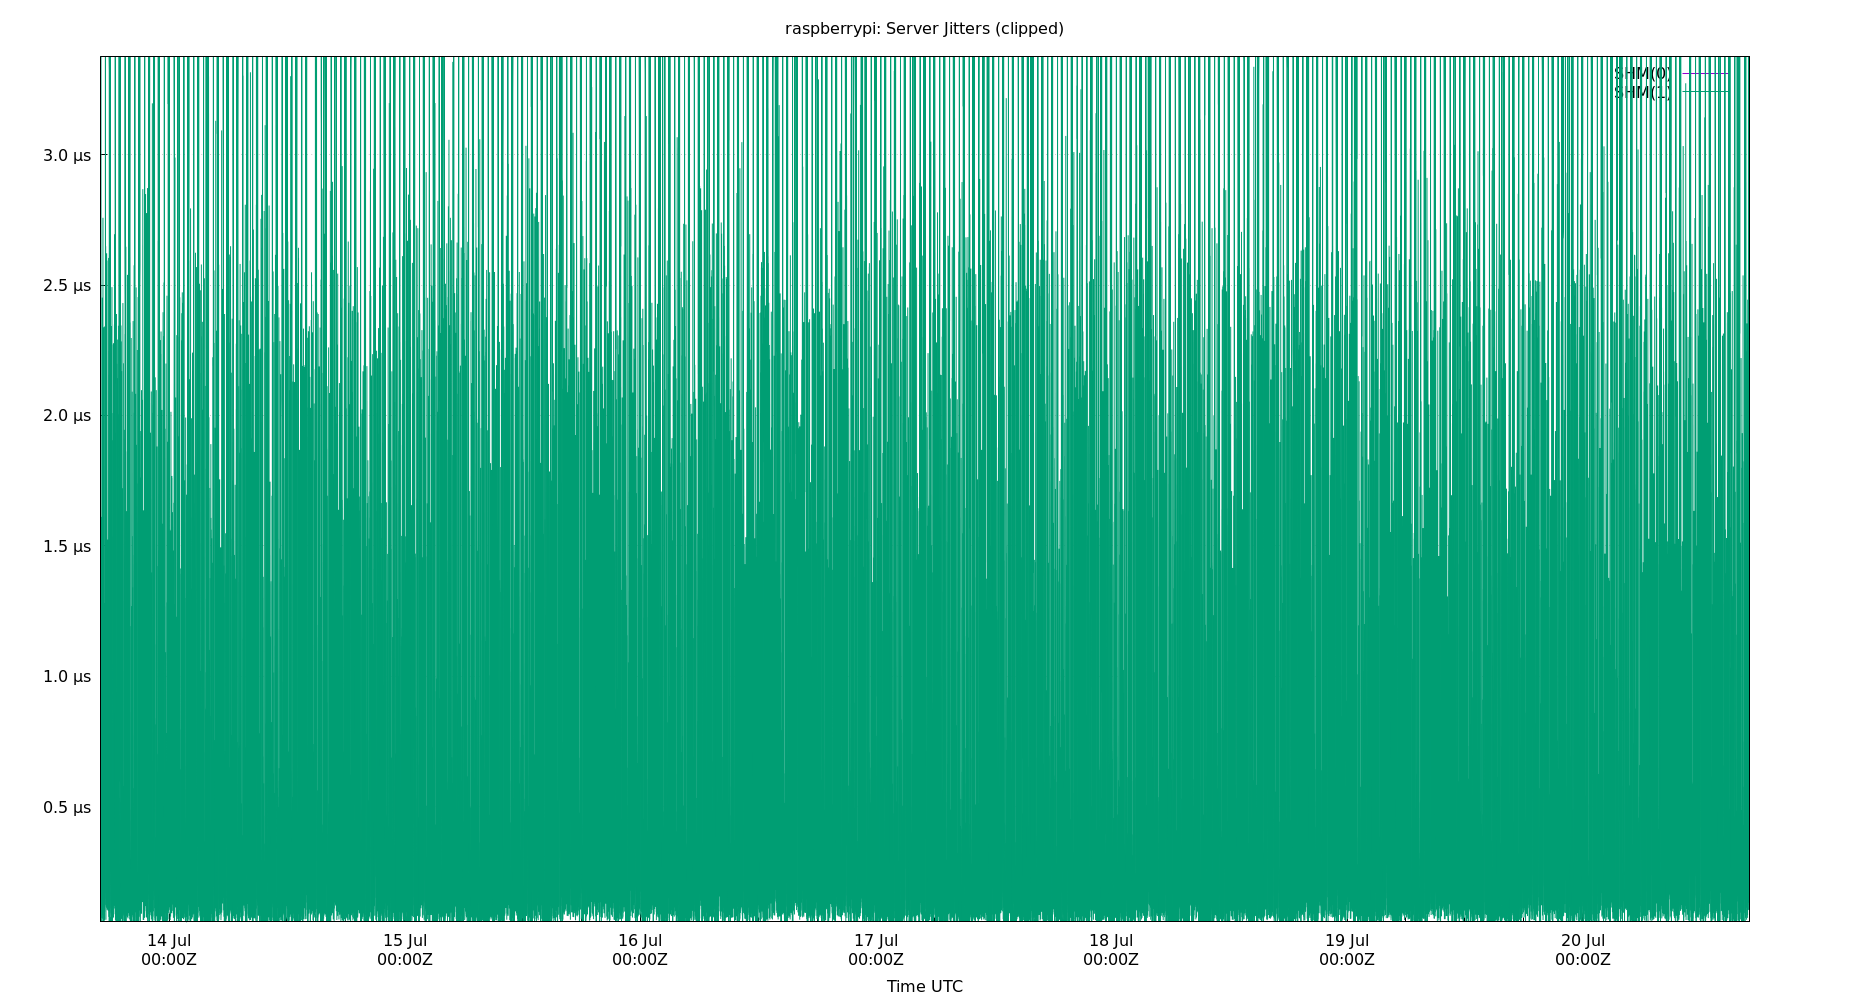 raspberrypi: Server Jitters (clipped)
SHM(0)
SHM(1)
3.0 μs
2.5 μs
2.0 μs
1.5 μs
1.0 μs
0.5 μs
14 Jul 15 Jul 16 Jul 17 Jul 18 Jul 19 Jul 20 Jul
00:00Z 00:00Z 00:00Z 00:00Z 00:00Z 00:00Z 00:00Z
Time UTC